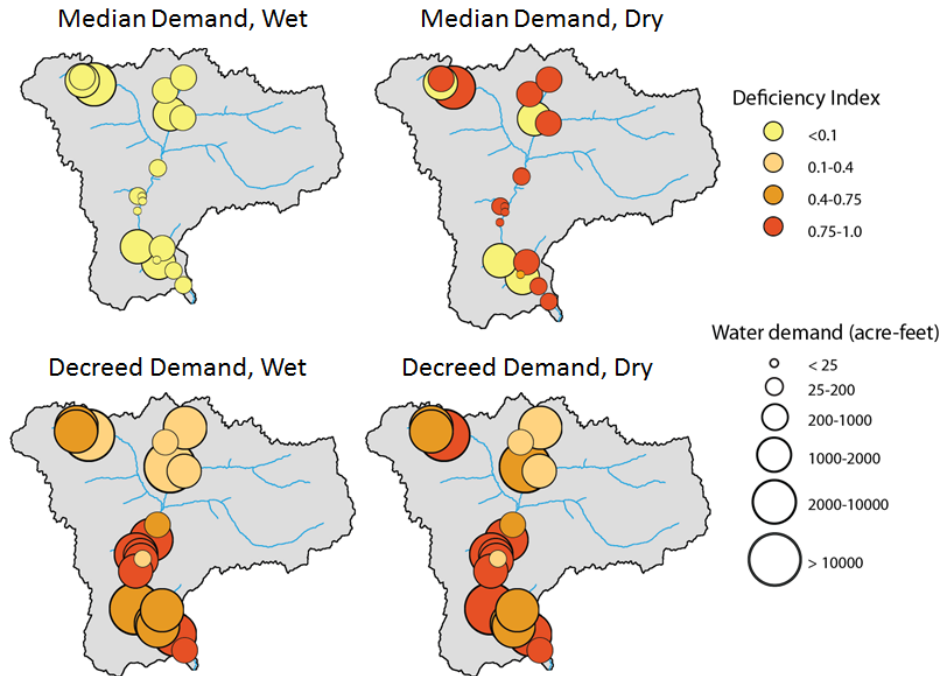 Median Demand, Wet
Median Demand, Dry
Deficiency Index
<0.1
0.1-0.4
0.4-0.75
0.75-1.0
Water demand (acre-feet)
< 25
25-200
200-1000
1000-2000
2000-10000
> 10000
Decreed Demand, Wet
Decreed Demand, Dry